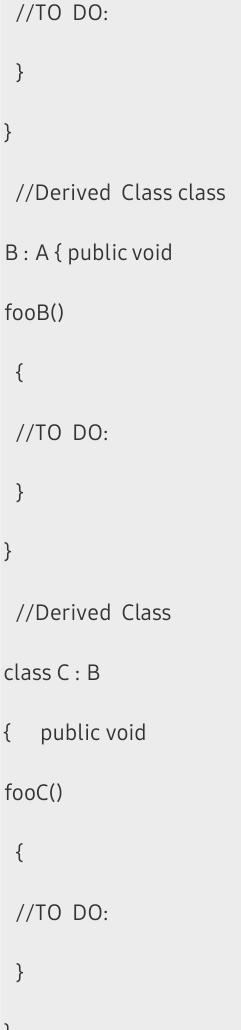 //TO DO:
}
}
//Derived Class class
B : A { public void
fooB()
{
//TO DO:
}
}
//Derived Class
class C : B
{ public void
fooC()
{
//TO DO:
}
}